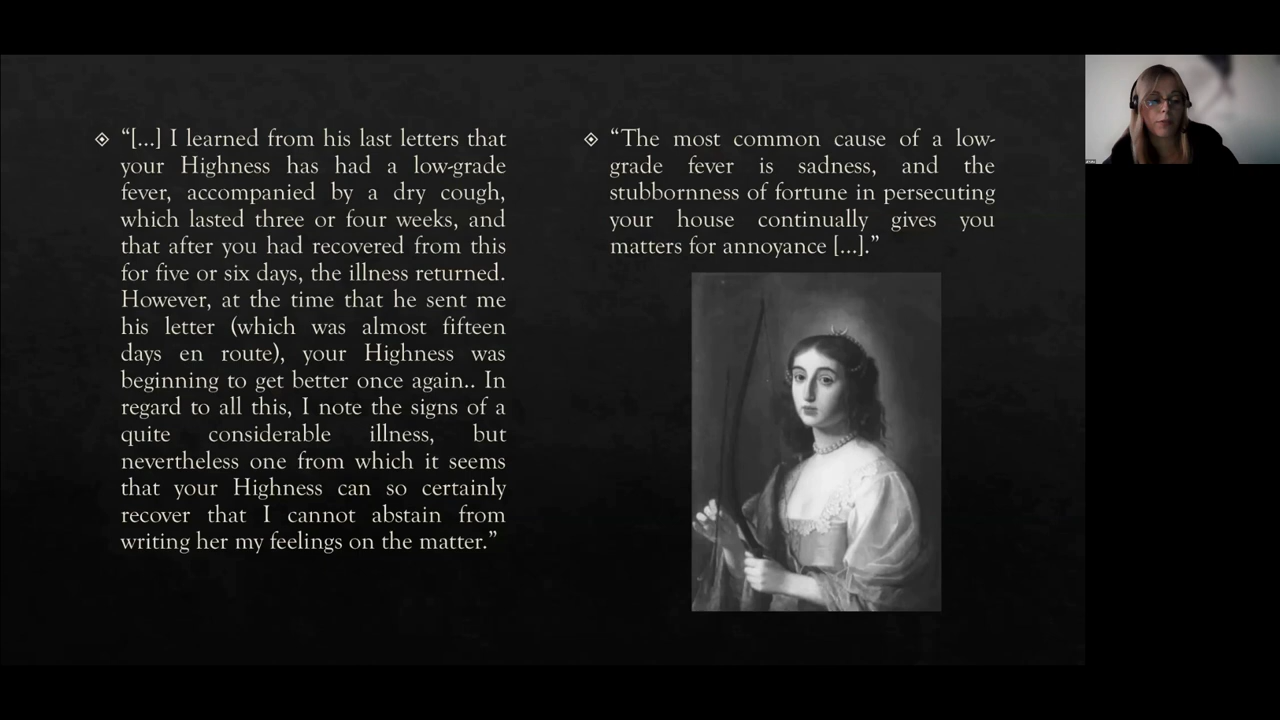 “[...] I learned from his last letters that
your Highness has had a low-grade
fever, accompanied by a dry cough,
which lasted three or four weeks, and
that after you had recovered from this
for five or six days, the illness returned.
However, at the time that he sent me
his letter (which was almost fifteen
days en route), your Highness was
beginning to get better once again.. In
regard to all this, I note the signs of a
quite considerable illness, but
nevertheless one from which it seems
that your Highness can so certainly
recover that I cannot abstain from
writing her my feelings on the matter.”
“The most common cause of a low-
grade fever is sadness, and the
stubbornness of fortune in persecuting
your house continually gives you
matters for annoyance [...].”